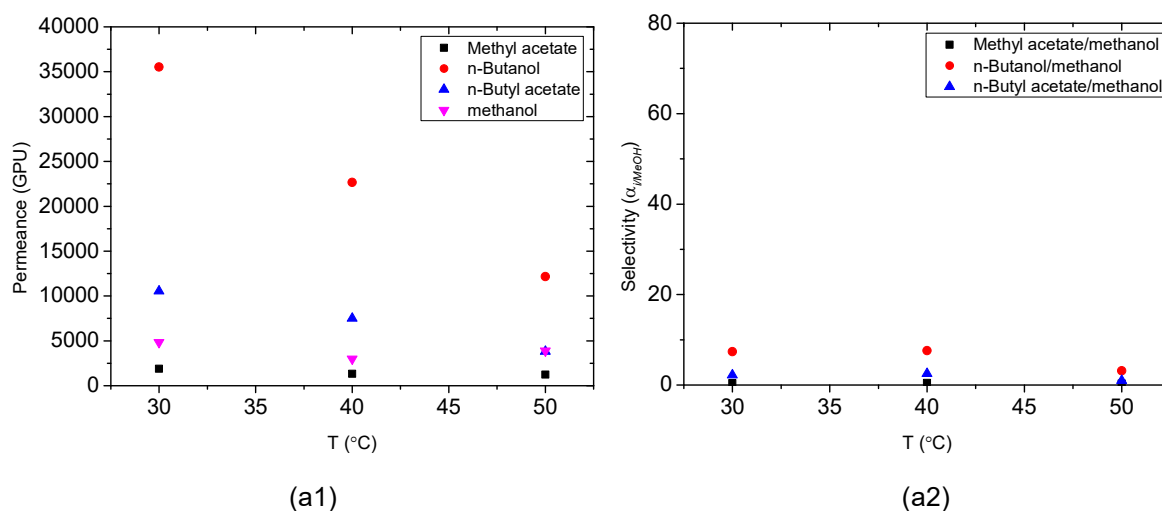 40000
35000
30000
25000
20000
15000
10000
5000
0
Permeance (GPU)
Methyl acetate
n-Butanol
n-Butyl acetate
methanol
30 35 40 45 50
T (°C)
(a1)
80
60
40
20
0
Selectivity (α_{i/MeOH})
Methyl acetate/methanol
n-Butanol/methanol
n-Butyl acetate/methanol
30 35 40 45 50
T (°C)
(a2)